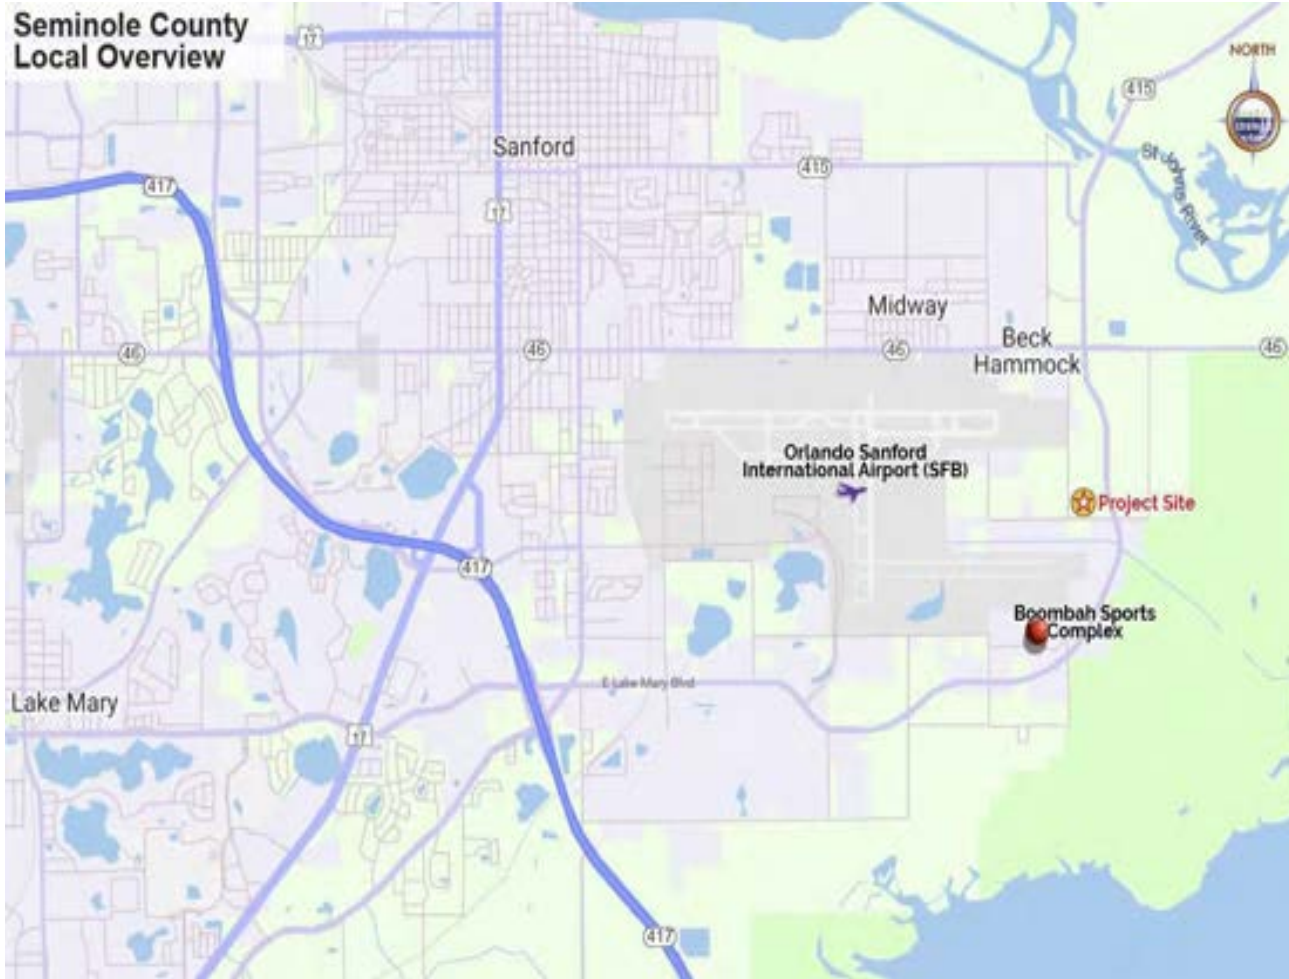 Seminole County
Local Overview
17
NORTH
415
Sanford
415
St Johns River
417
17
Midway
Beck
Hammock
46
46
46
46
Orlando Sanford
International Airport (SFB)
Project Site
417
Boombah Sports
Complex
E Lake Mary Blvd
Lake Mary
17
417